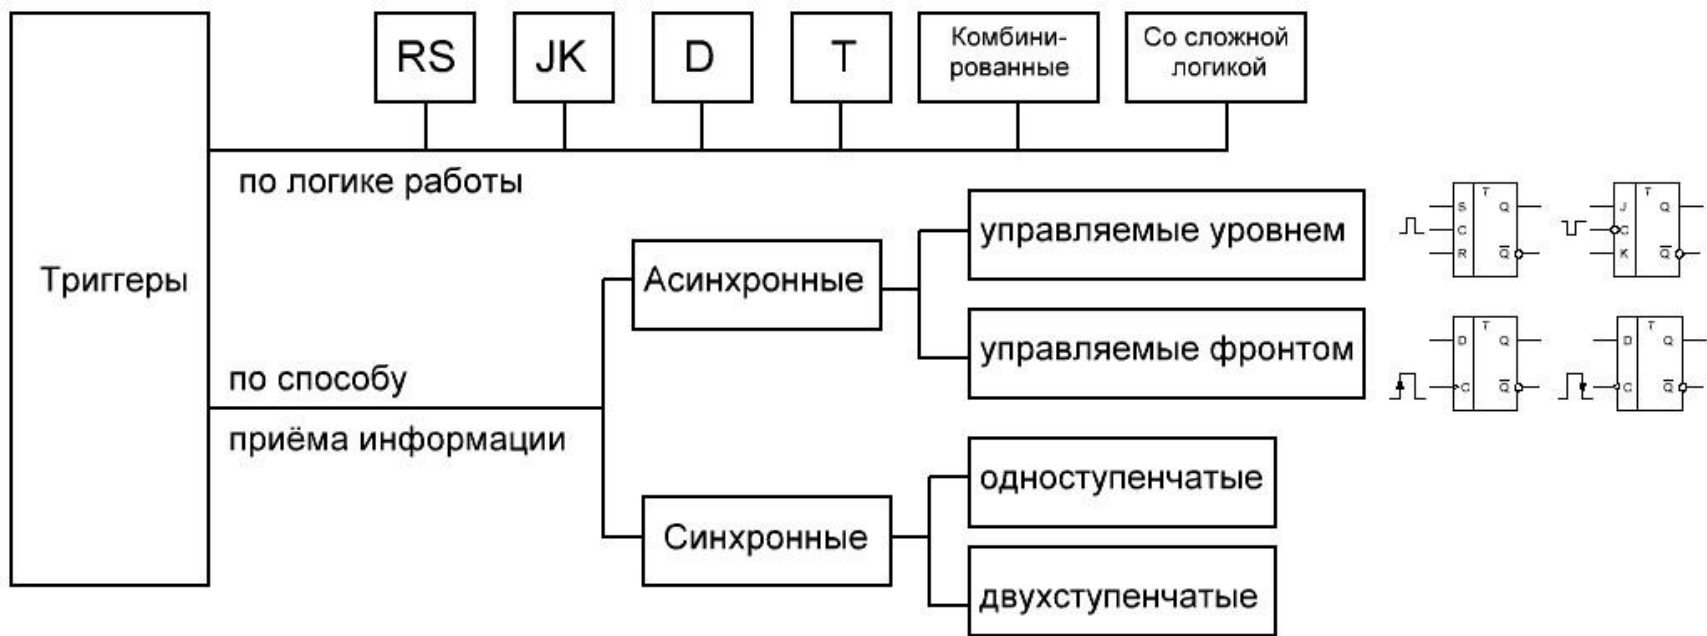 RS
JK
D
T
Комбини-
рованные
Со сложной
логикой
по логике работы
Триггеры
по способу
приёма информации
Асинхронные
управляемые уровнем
управляемые фронтом
Синхронные
одноступенчатые
двухступенчатые
T
S Q
C
R Q̅
T
J Q
C
K Q̅
T
D Q
C Q̅
T
D Q
C Q̅